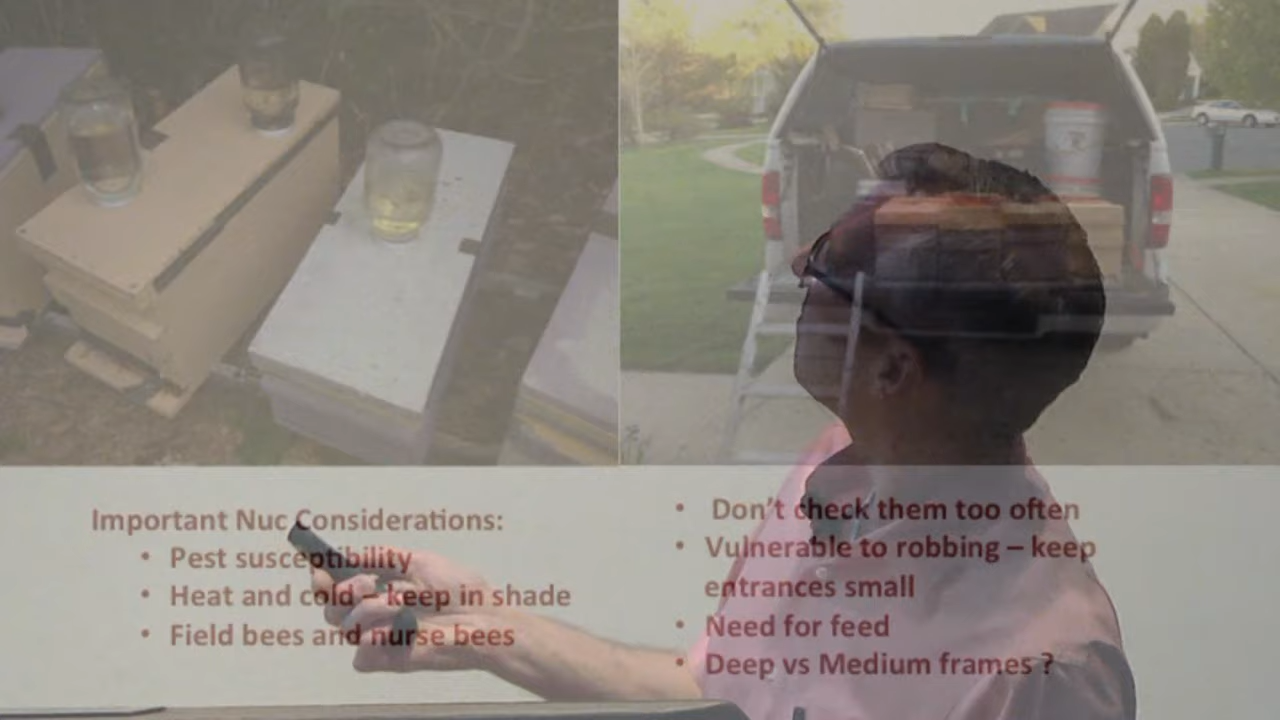 Important Nuc Considerations:
• Pest susceptibility
• Heat and cold – keep in shade
• Field bees and nurse bees
• Don't check them too often
• Vulnerable to robbing – keep
entrances small
• Need for feed
• Deep vs Medium frames ?